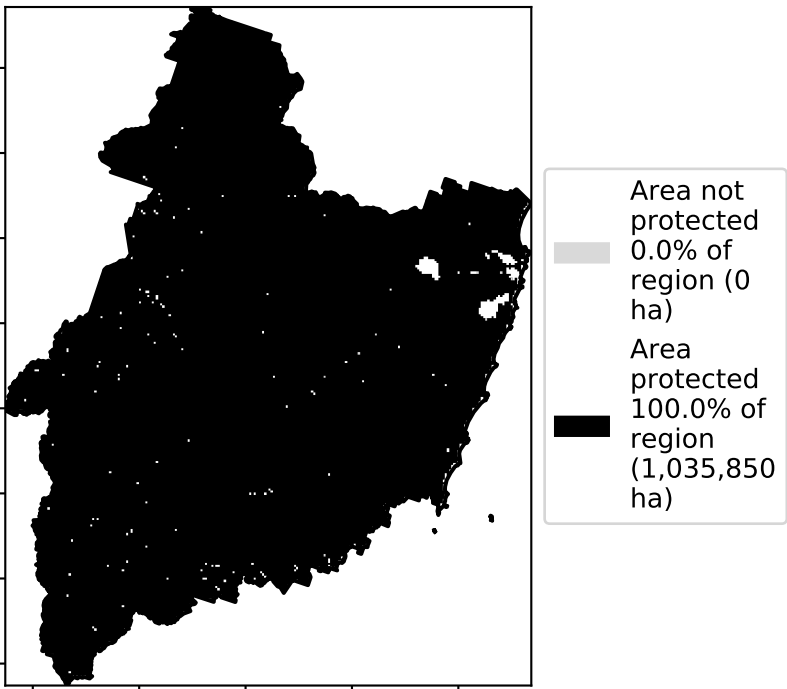 Area not
protected
0.0% of
region (0
ha)
Area
protected
100.0% of
region
(1,035,850
ha)